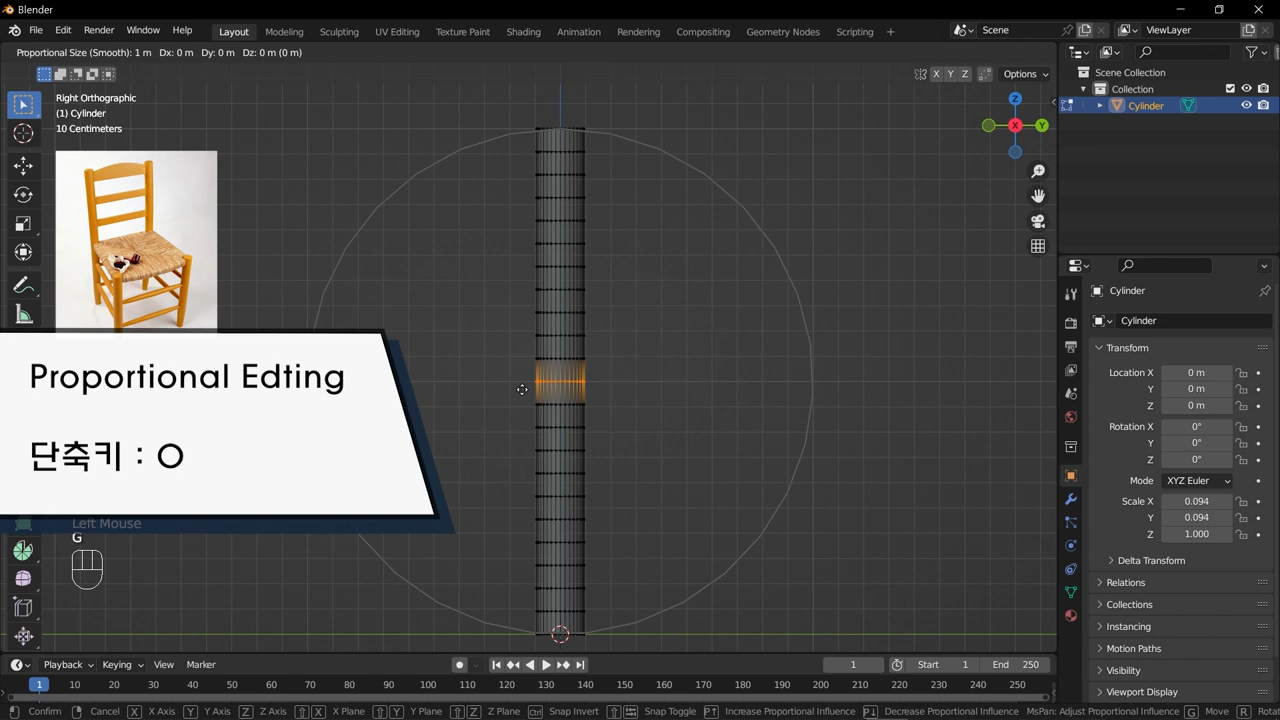 Blender
File Edit Render Window Help Layout Modeling Sculpting UV Editing Texture Paint Shading Animation Rendering Compositing Geometry Nodes Scripting + Scene ViewLayer
Proportional Size (Smooth): 1 m Dx: 0 m Dy: 0 m Dz: 0 m (0 m)
X Y Z Options
Right Orthographic
(1) Cylinder
10 Centimeters
Z
X
Y
Scene Collection
Collection
Cylinder
Cylinder
Cylinder
Transform
Location X 0 m
Y 0 m
Z 0 m
Rotation X 0°
Y 0°
Z 0°
Mode XYZ Euler
Scale X 0.094
Y 0.094
Z 1.000
Delta Transform
Relations
Collections
Instancing
Motion Paths
Visibility
Viewport Display
Proportional Edting
단축키 : O
Left Mouse
G
Playback Keying View Marker 1 Start 1 End 250
1 10 20 30 40 50 60 70 80 90 100 110 120 130 140 150 160 170 180 190 200 210 220 230 240 250
Confirm Cancel X X Axis Y Y Axis Z Z Axis X X Plane Y Y Plane Z Z Plane Ctrl Snap Invert Snap Toggle Increase Proportional Influence Decrease Proportional Influence MsPan: Adjust Proportional Influence G Move R Rota